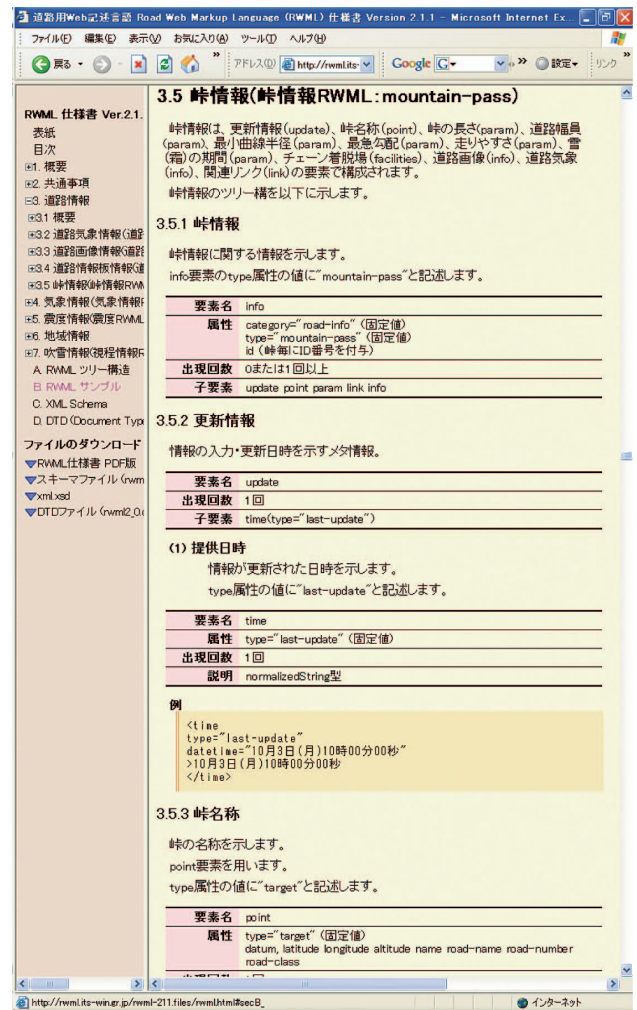 道路用Web記述言語 Road Web Markup Language (RWML) 仕様書 Version 2.1.1 - Microsoft Internet Ex...
ファイル(F) 編集(E) 表示(V) お気に入り(A) ツール(T) ヘルプ(H)
戻る アドレス(D) http://rwml.its- Google G 設定 リンク
RWML 仕様書 Ver.2.1.
表紙
目次
1. 概要
2. 共通事項
3. 道路情報
3.1 概要
3.2 道路気象情報(道路
3.3 道路画像情報(道路
3.4 道路情報板情報(道
3.5 峠情報(峠情報RWM
4. 気象情報(気象情報F
5. 震度情報(震度RWML
6. 地域情報
7. 吹雪情報(視程情報F
A. RWML ツリー構造
B. RWML サンプル
C. XML Schema
D. DTD (Document Typ
ファイルのダウンロード
RWML仕様書 PDF版
スキーマファイル (rwm
xml.xsd
DTDファイル (rwml2_0.
3.5 峠情報(峠情報RWML:mountain-pass)
峠情報は、更新情報(update)、峠名称(point)、峠の長さ(param)、道路幅員
(param)、最小曲線半径(param)、最急勾配(param)、走りやすさ(param)、雪
(霜)の期間(param)、チェーン着脱場(facilities)、道路画像(info)、道路気象
(info)、関連リンク(link)の要素で構成されます。
峠情報のツリー構を以下に示します。
3.5.1 峠情報
峠情報に関する情報を示します。
info要素のtype属性の値に"mountain-pass"と記述します。
要素名 info
属性 category="road-info" (固定値)
type="mountain-pass" (固定値)
id (峠毎にID番号を付与)
出現回数 0または1回以上
子要素 update point param link info
3.5.2 更新情報
情報の入力・更新日時を示すメタ情報。
要素名 update
出現回数 1回
子要素 time(type="last-update")
(1) 提供日時
情報が更新された日時を示します。
type属性の値に"last-update"と記述します。
要素名 time
属性 type="last-update" (固定値)
出現回数 1回
説明 normalizedString型
例
<time
type="last-update"
datetime="10月3日(月)10時00分00秒"
>10月3日(月)10時00分00秒
</time>
3.5.3 峠名称
峠の名称を示します。
point要素を用います。
type属性の値に"target"と記述します。
要素名 point
属性 type="target" (固定値)
datum, latitude longitude altitude name road-name road-number
road-class
http://rwml.its-win.gr.jp/rwml-211.files/rwml.html#secB_ インターネット